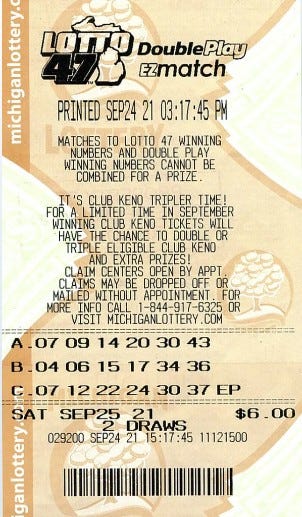 LOTTO 47 DoublePlay
EZmatch
PRINTED SEP24 21 03:17:45 PM
MATCHES TO LOTTO 47 WINNING
NUMBERS AND DOUBLE PLAY
WINNING NUMBERS CANNOT BE
COMBINED FOR A PRIZE.
IT'S CLUB KENO TRIPLER TIME!
FOR A LIMITED TIME IN SEPTEMBER
WINNING CLUB KENO TICKETS WILL
HAVE THE CHANCE TO DOUBLE OR
TRIPLE ELIGIBLE CLUB KENO
AND EXTRA PRIZES!
CLAIM CENTERS OPEN BY APPT.
CLAIMS MAY BE DROPPED OFF OR
MAILED WITHOUT APPOINTMENT. FOR
MORE INFO CALL 1-844-917-6325 OR
VISIT MICHIGANLOTTERY.COM
A.07 09 14 20 30 43
B.04 06 15 17 34 36
C.07 12 22 24 30 37 EP
SAT SEP25 21 $6.00
2 DRAWS
029200 SEP24 21 15:17:45 11121500
michiganlottery.c
iganlottery.com